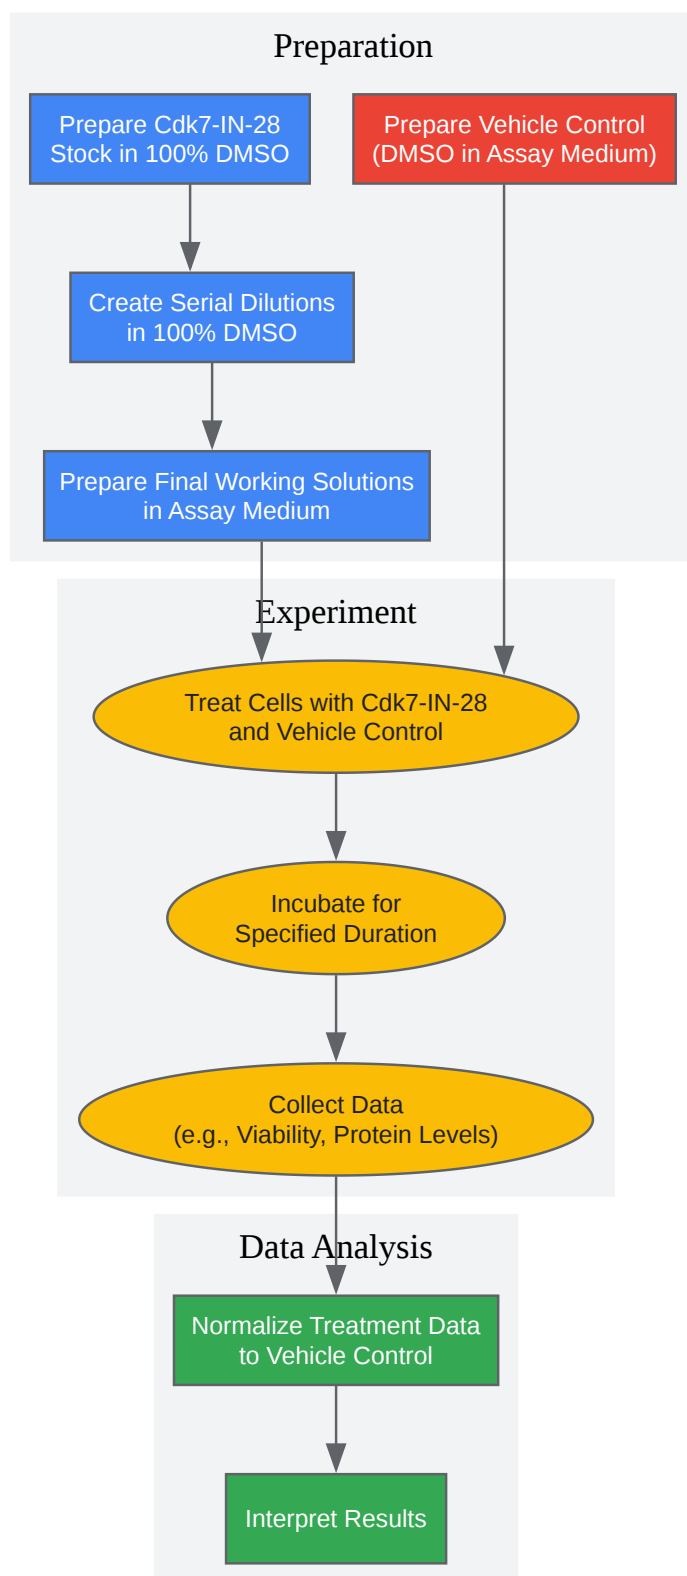 Preparation
Prepare Cdk7-IN-28
Stock in 100% DMSO
Prepare Vehicle Control
(DMSO in Assay Medium)
Create Serial Dilutions
in 100% DMSO
Prepare Final Working Solutions
in Assay Medium
Experiment
Treat Cells with Cdk7-IN-28
and Vehicle Control
Incubate for
Specified Duration
Collect Data
(e.g., Viability, Protein Levels)
Data Analysis
Normalize Treatment Data
to Vehicle Control
Interpret Results